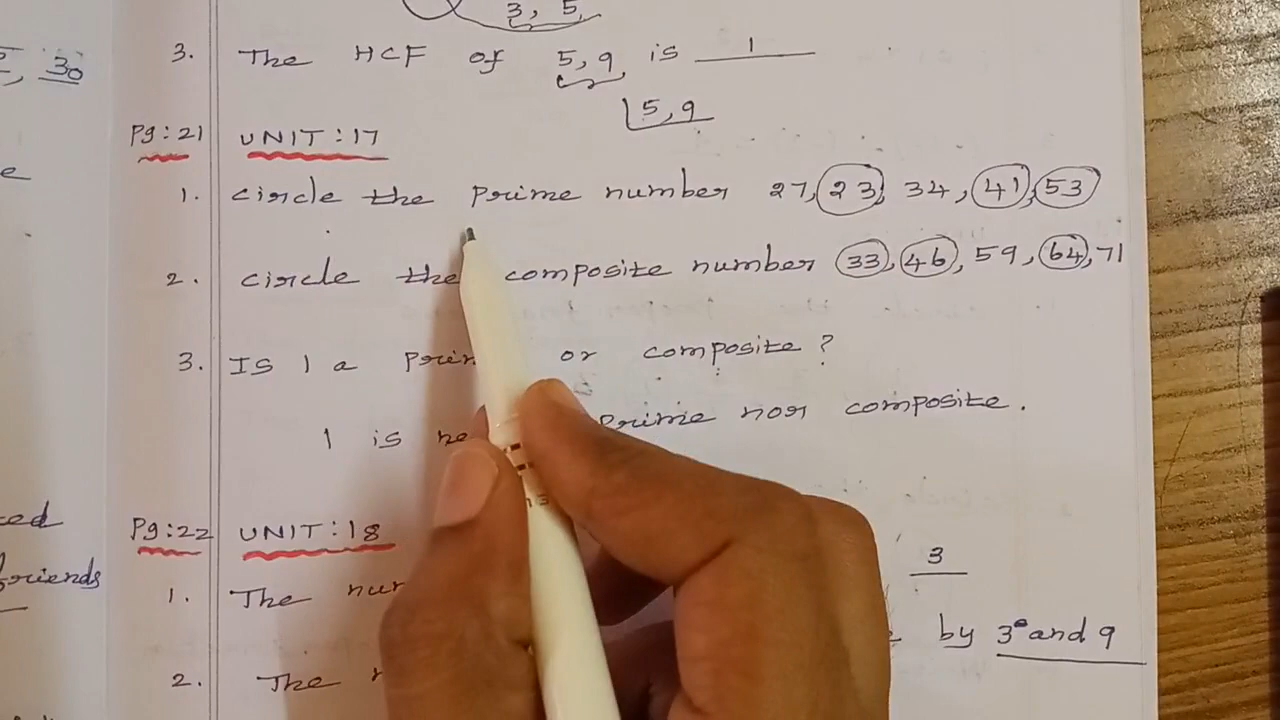 3, 5
30
3. The HCF of 5, 9 is 1
5, 9
Pg:21 UNIT:17
1. circle the prime number 27, 23, 34, 41, 53
2. circle the composite number 33, 46, 59, 64, 71
3. Is 1 a or composite?
1 is prime nor composite.
Pg:22 UNIT:18
friends
3
1. The
by 3 and 9
2. The